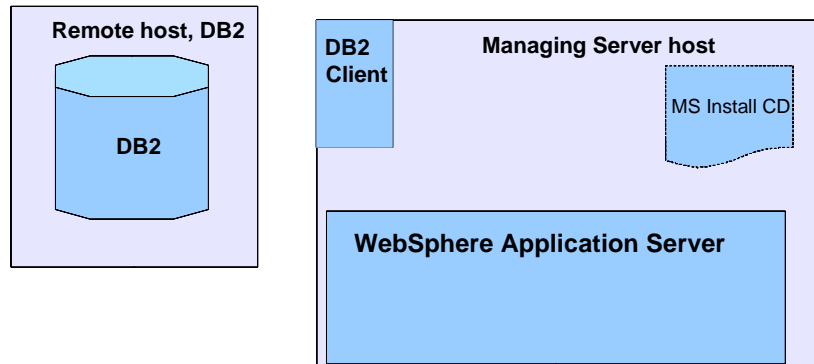 Remote host, DB2
DB2
DB2
Client
Managing Server host
MS Install CD
WebSphere Application Server